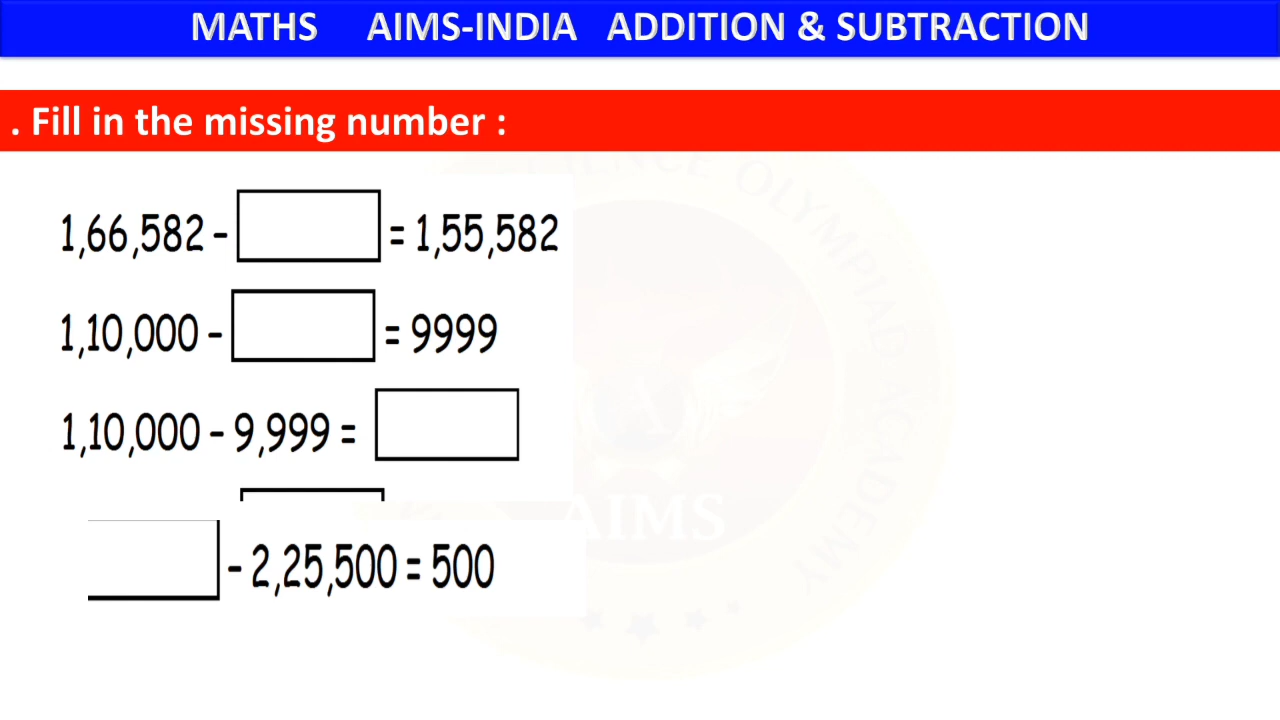 MATHS AIMS-INDIA ADDITION & SUBTRACTION
. Fill in the missing number :
1,66,582 - = 1,55,582
1,10,000 - = 9999
1,10,000 - 9,999 =
- 2,25,500 = 500
AIMS